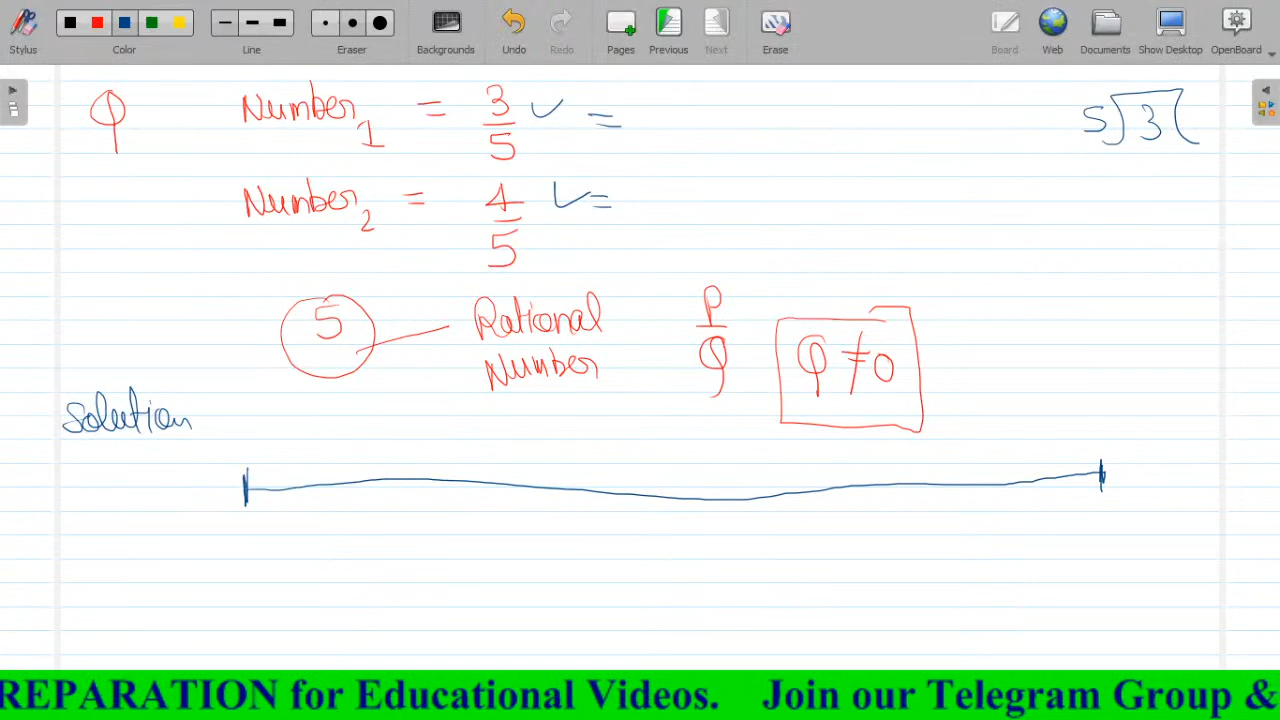 Stylus Color Line Eraser Backgrounds Undo Redo Pages Previous Next Erase Board Web Documents Show Desktop OpenBoard
Q Number1 = 3/5 ✓ = 5)3(
Number2 = 4/5 ✓ =
5 Rational Number P/Q Q ≠ 0
Solution
REPARATION for Educational Videos. Join our Telegram Group &